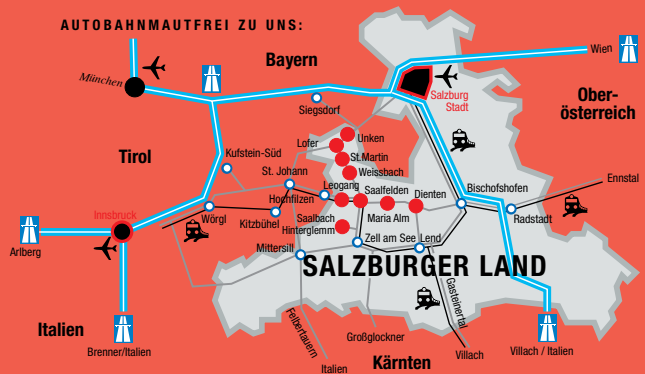 AUTOBAHNMAUTFREI ZU UNS:
Wien
München
Bayern
Salzburg
Stadt
Ober-
österreich
Siegsdorf
Unken
Lofer
St.Martin
Tirol
Kufstein-Süd
Weissbach
St. Johann
Leogang
Saalfelden
Dienten
Bischofshofen
Ennstal
Hochfilzen
Innsbruck
Wörgl
Kitzbühel
Saalbach
Hinterglemm
Maria Alm
Radstadt
Arlberg
Mittersill
Zell am See
Lend
SALZBURGER LAND
Gasteinertal
Felbertauern
Italien
Großglockner
Brenner/Italien
Italien
Kärnten
Villach
Villach / Italien